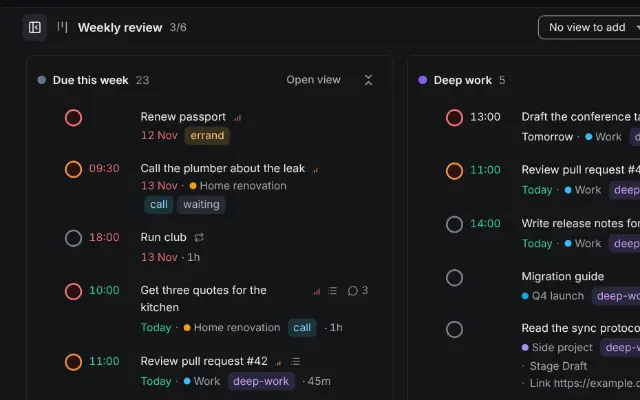 Weekly review 3/6
No view to add
Due this week 23
Open view
Renew passport
12 Nov errand
09:30 Call the plumber about the leak
13 Nov · Home renovation
call waiting
18:00 Run club
13 Nov · 1h
10:00 Get three quotes for the
kitchen
3
Today · Home renovation call · 1h
11:00 Review pull request #42
Today · Work deep-work · 45m
Deep work 5
13:00 Draft the conference ta
Tomorrow · Work d
11:00 Review pull request #4
Today · Work deep
14:00 Write release notes for
Today · Work deep
Migration guide
Q4 launch deep-wo
Read the sync protoco
Side project deep-w
· Stage Draft
· Link https://example.c